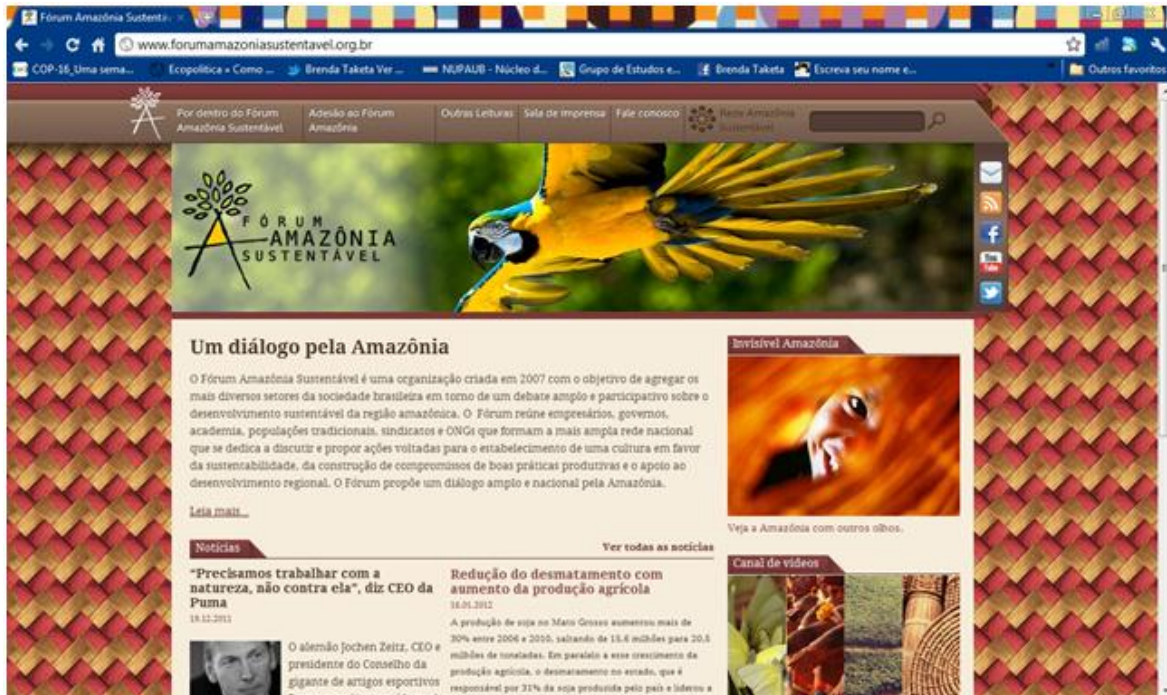 Fórum Amazônia Sustentáv
www.forumamazoniasustentavel.org.br
COP-16_Uma sema... Ecopolítica » Como ... Brenda Taketa Ver ... NUPAUB - Núcleo d... Grupo de Estudos e... Brenda Taketa Escreva seu nome e... Outros favoritos
Por dentro do Fórum
Amazônia Sustentável
Adesão ao Fórum
Amazônia
Outras Leituras
Sala de imprensa
Fale conosco
Rede Amazônia
Sustentável
FÓRUM
AMAZÔNIA
SUSTENTÁVEL
You
Tube
Um diálogo pela Amazônia
O Fórum Amazônia Sustentável é uma organização criada em 2007 com o objetivo de agregar os
mais diversos setores da sociedade brasileira em torno de um debate amplo e participativo sobre o
desenvolvimento sustentável da região amazônica. O Fórum reúne empresários, governos,
academia, populações tradicionais, sindicatos e ONGs que formam a mais ampla rede nacional
que se dedica a discutir e propor ações voltadas para o estabelecimento de uma cultura em favor
da sustentabilidade, da construção de compromissos de boas práticas produtivas e o apoio ao
desenvolvimento regional. O Fórum propõe um diálogo amplo e nacional pela Amazônia.
Leia mais...
Invisível Amazônia
Veja a Amazônia com outros olhos.
Canal de vídeos
Notícias
Ver todas as notícias
"Precisamos trabalhar com a
natureza, não contra ela", diz CEO da
Puma
19.12.2011
O alemão Jochen Zeitz, CEO e
presidente do Conselho da
gigante de artigos esportivos
Redução do desmatamento com
aumento da produção agrícola
16.01.2012
A produção de soja no Mato Grosso aumentou mais de
30% entre 2006 e 2010, saltando de 15,6 milhões para 20,5
milhões de toneladas. Em paralelo a esse crescimento da
produção agrícola, o desmatamento no estado, que é
responsável por 31% da soja produzida pelo país e liderou a